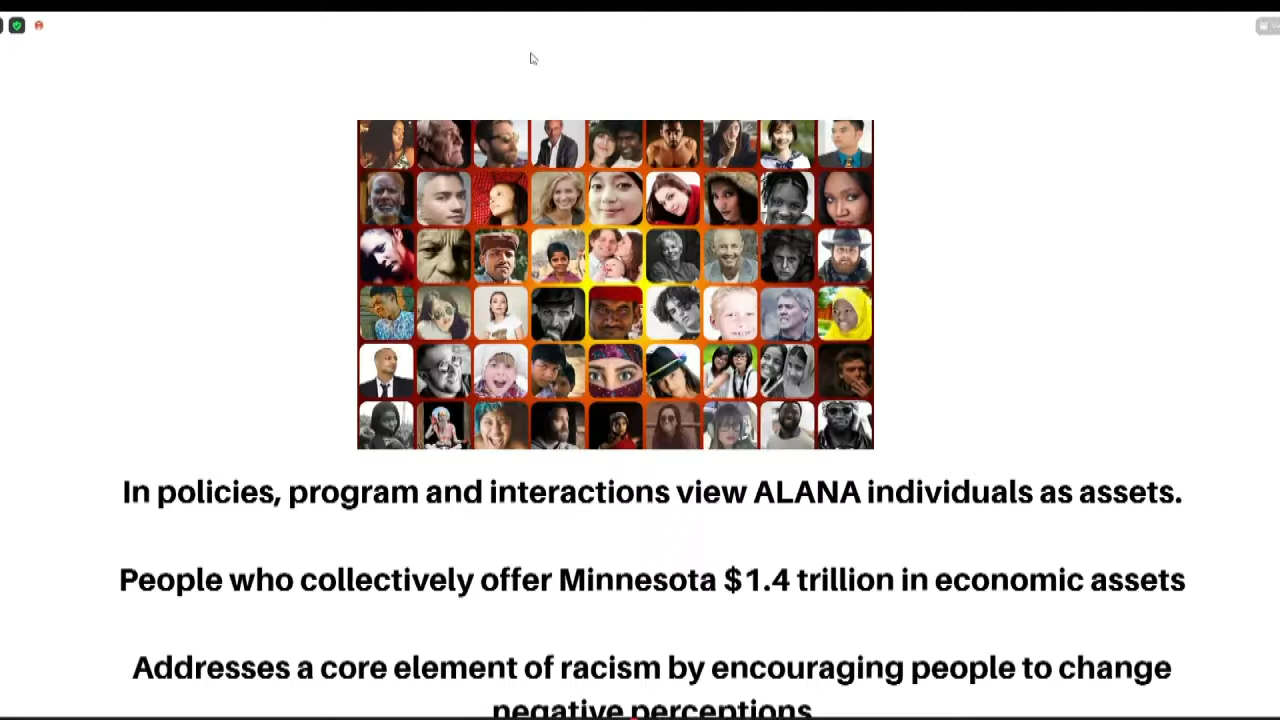 In policies, program and interactions view ALANA individuals as assets.
People who collectively offer Minnesota $1.4 trillion in economic assets
Addresses a core element of racism by encouraging people to change
negative perceptions